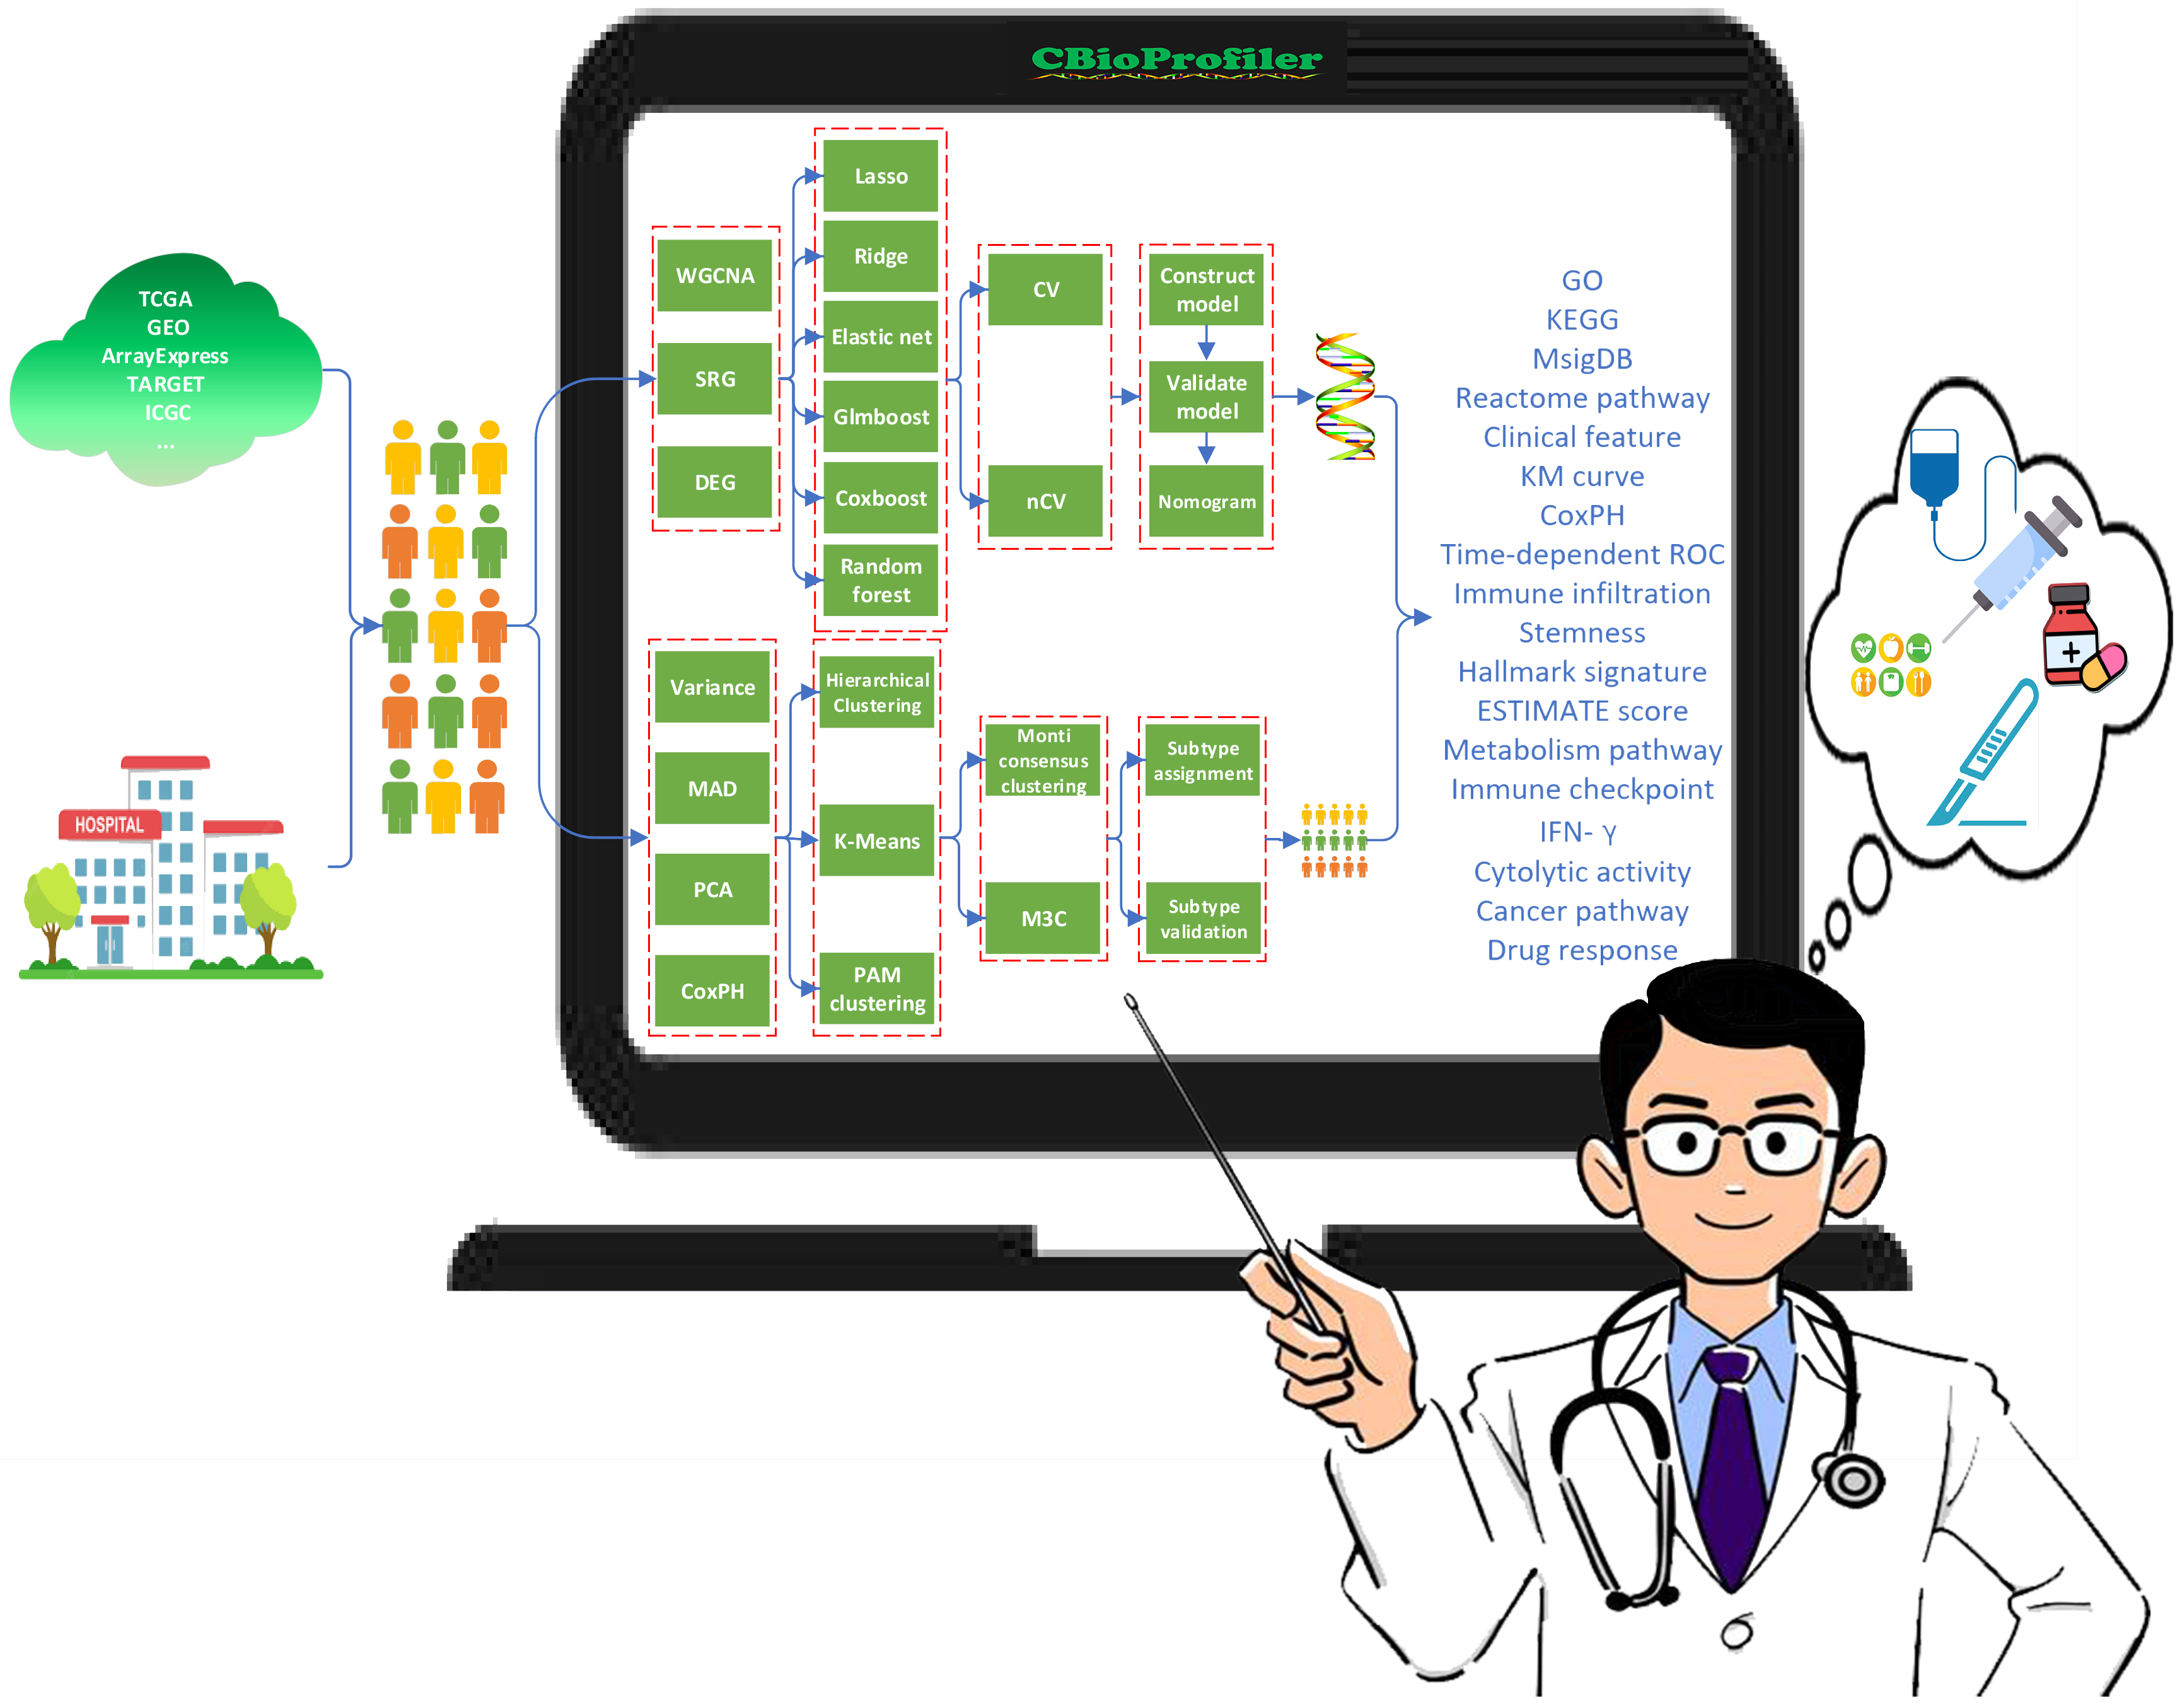 CBioProfiler
TCGA
GEO
ArrayExpress
TARGET
ICGC
...
HOSPITAL
WGCNA
SRG
DEG
Lasso
Ridge
Elastic net
Glmboost
Coxboost
Random
forest
CV
nCV
Construct
model
Validate
model
Nomogram
Variance
MAD
PCA
CoxPH
Hierarchical
Clustering
K-Means
PAM
clustering
Monti
consensus
clustering
M3C
Subtype
assignment
Subtype
validation
GO
KEGG
MsigDB
Reactome pathway
Clinical feature
KM curve
CoxPH
Time-dependent ROC
Immune infiltration
Stemness
Hallmark signature
ESTIMATE score
Metabolism pathway
Immune checkpoint
IFN- γ
Cytolytic activity
Cancer pathway
Drug response